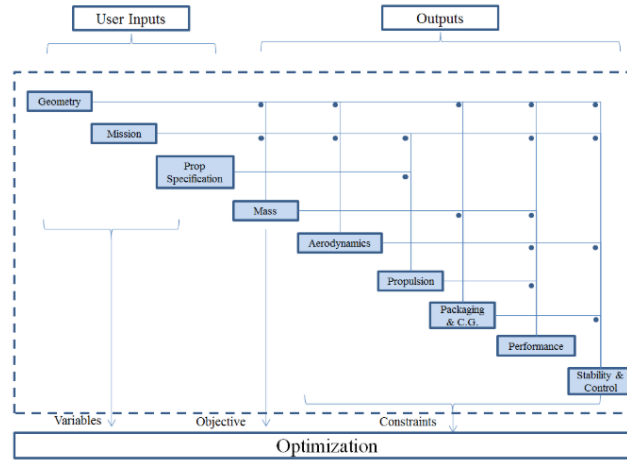 User Inputs
Outputs
Geometry
Mission
Prop
Specification
Mass
Aerodynamics
Propulsion
Packaging
& C.G.
Performance
Stability &
Control
Variables
Objective
Constraints
Optimization